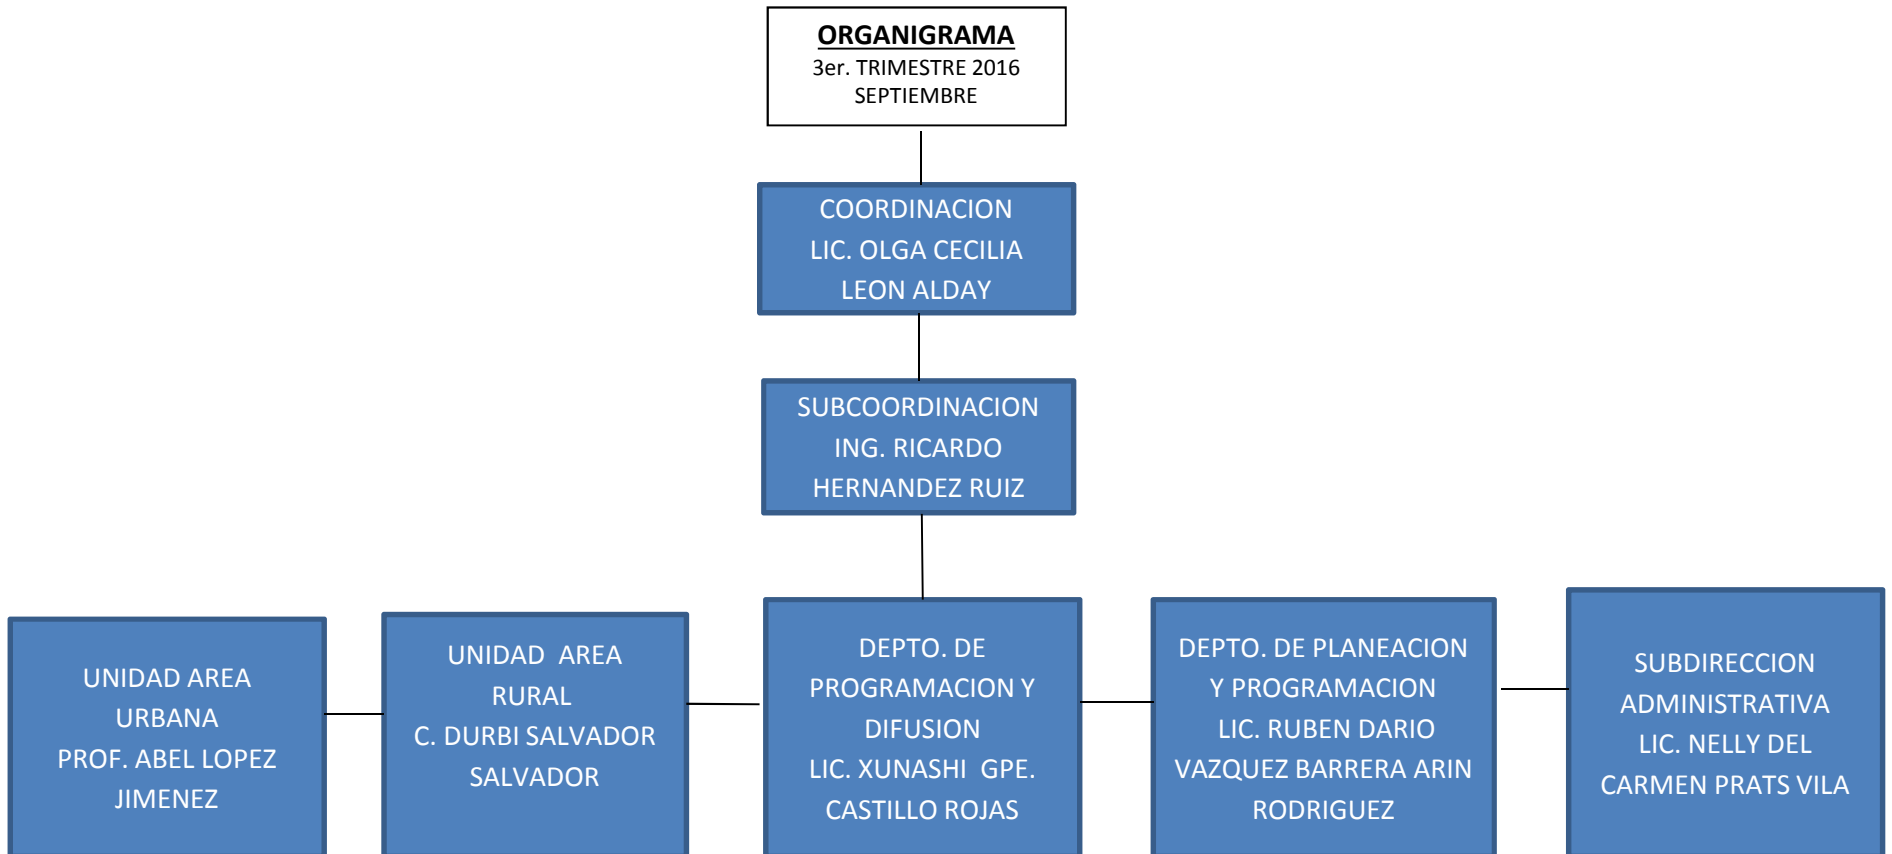 ORGANIGRAMA
3er. TRIMESTRE 2016
SEPTIEMBRE
COORDINACION
LIC. OLGA CECILIA
LEON ALDAY
SUBCOORDINACION
ING. RICARDO
HERNANDEZ RUIZ
UNIDAD AREA
URBANA
PROF. ABEL LOPEZ
JIMENEZ
UNIDAD AREA
RURAL
C. DURBI SALVADOR
SALVADOR
DEPTO. DE
PROGRAMACION Y
DIFUSION
LIC. XUNASHI GPE.
CASTILLO ROJAS
DEPTO. DE PLANEACION
Y PROGRAMACION
LIC. RUBEN DARIO
VAZQUEZ BARRERA ARIN
RODRIGUEZ
SUBDIRECCION
ADMINISTRATIVA
LIC. NELLY DEL
CARMEN PRATS VILA